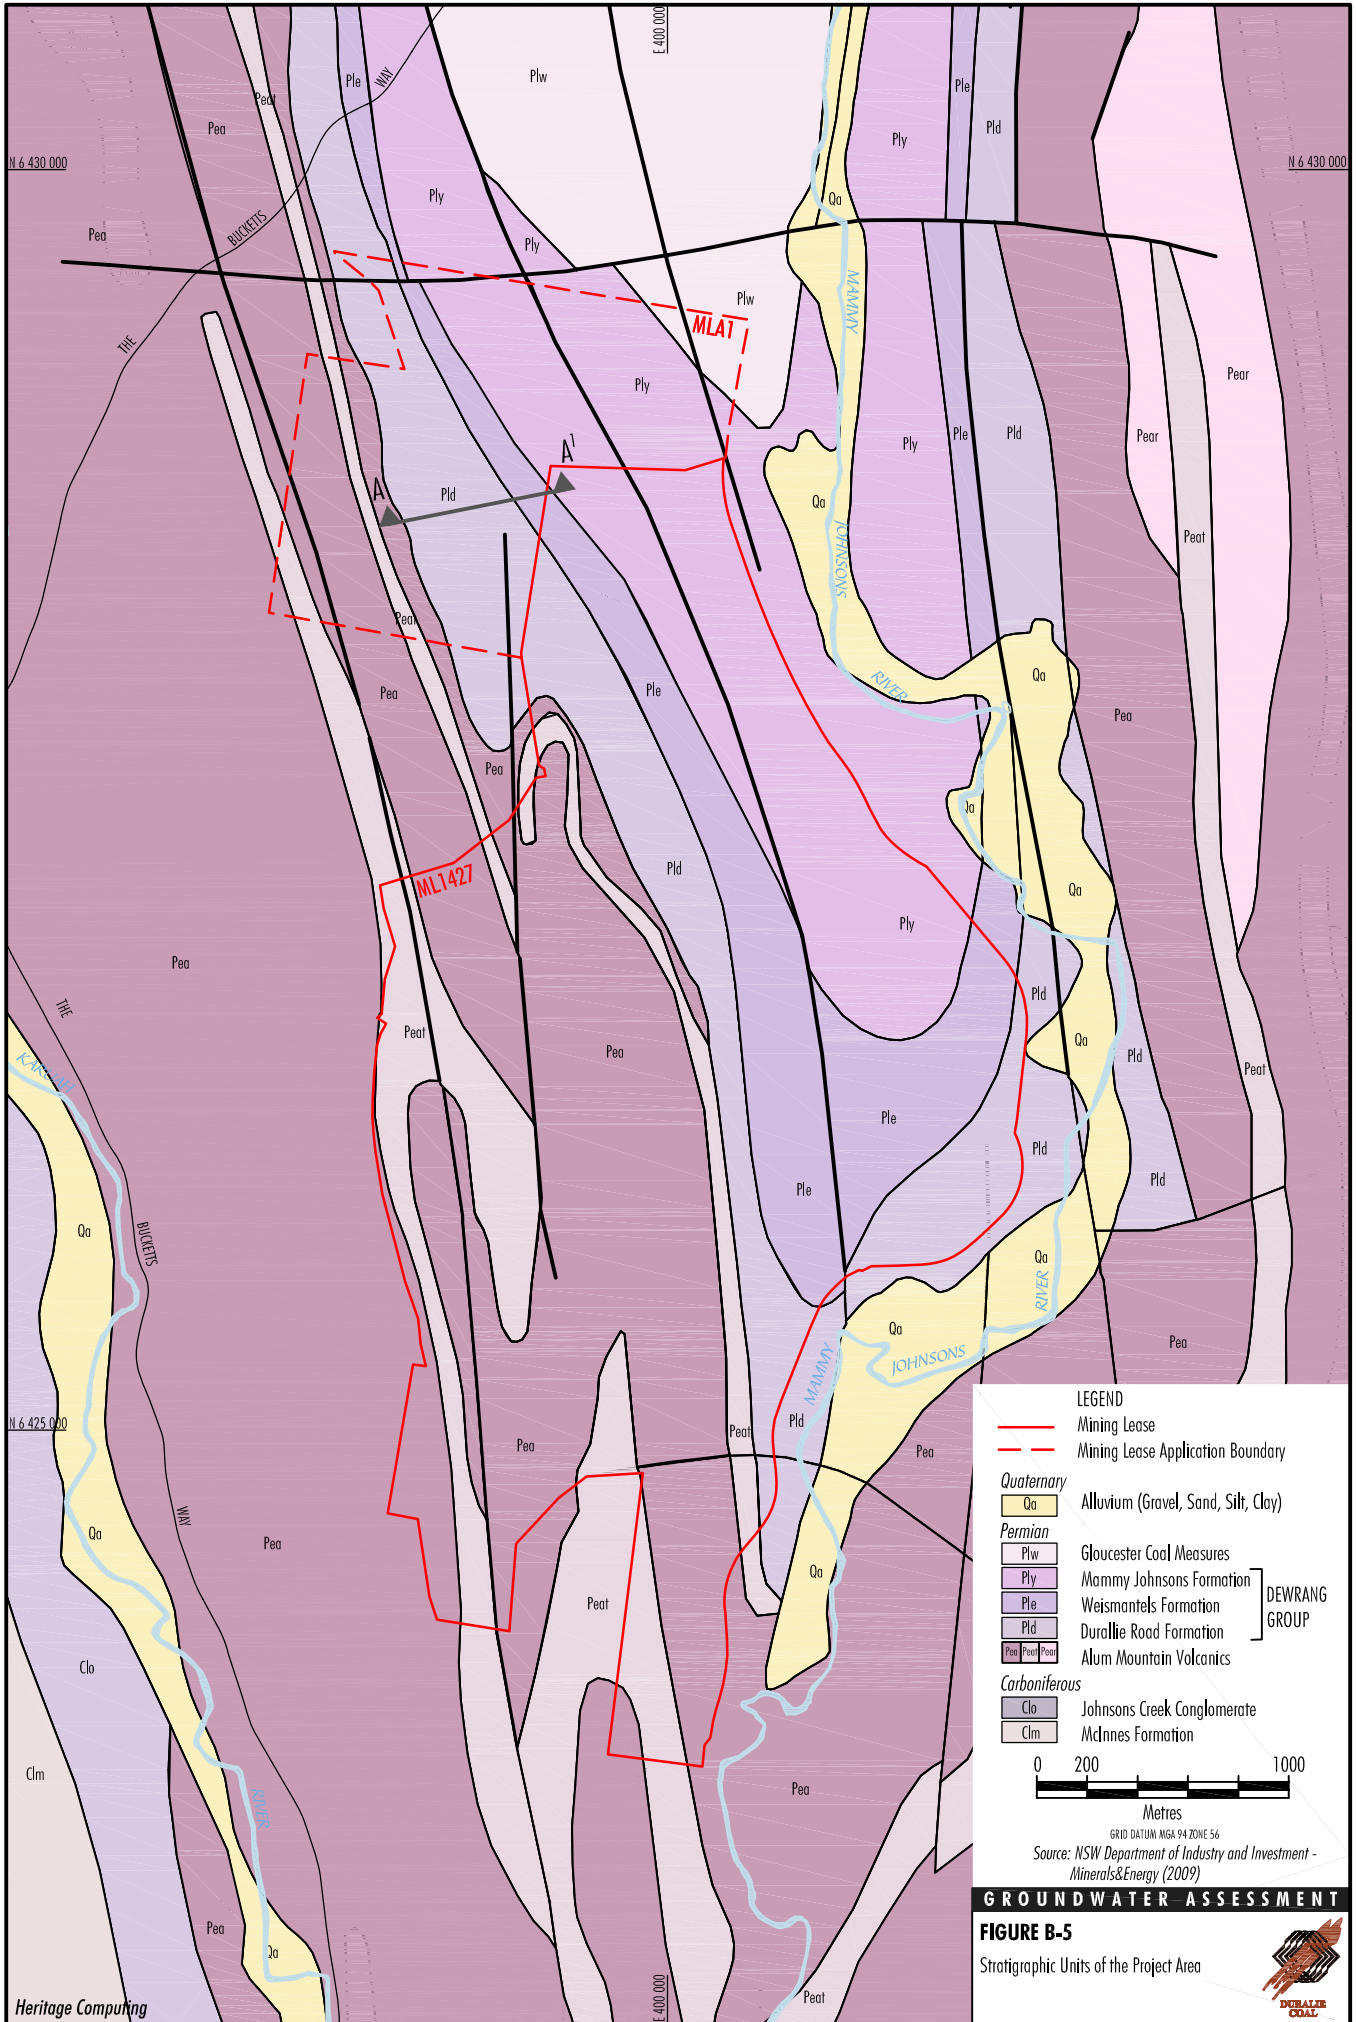 E 400 000
Plw
Ple
WAY
Peat
Pea
Ple
Pld
Ply
N 6 430 000
N 6 430 000
Ply
Qa
BUCKETTS
Pea
Ply
MAMMY
Plw
MLA1
THE
Ply
Pear
Pear
Ple
Pld
Ply
A
A1
Pld
Qa
Peat
JOHNSONS
Peat
Pea
Ple
RIVER
Qa
Pea
Pea
Qa
Pld
ML1427
Qa
Ply
Pea
THE
Pld
Peat
Pea
Qa
Pld
KARUAH
Peat
Ple
Pld
Pld
Ple
Qa
BUCKETTS
Qa
RIVER
Qa
Pea
JOHNSONS
MAMMY
N 6 425 000
Pld
Peat
Pea
Pea
WAY
Qa
Pea
Qa
Peat
Clo
Clm
Pea
RIVER
Pea
Qa
Peat
E 400 000
Heritage Computing
LEGEND
Mining Lease
Mining Lease Application Boundary
Quaternary
Qa Alluvium (Gravel, Sand, Silt, Clay)
Permian
Plw Gloucester Coal Measures
Ply Mammy Johnsons Formation
Ple Weismantels Formation
Pld Durallie Road Formation
DEWRANG
GROUP
Pea Peat Pear Alum Mountain Volcanics
Carboniferous
Clo Johnsons Creek Conglomerate
Clm McInnes Formation
0 200 1000
Metres
GRID DATUM MGA 94 ZONE 56
Source: NSW Department of Industry and Investment -
Minerals&Energy (2009)
GROUNDWATER ASSESSMENT
FIGURE B-5
Stratigraphic Units of the Project Area
DURALIE
COAL